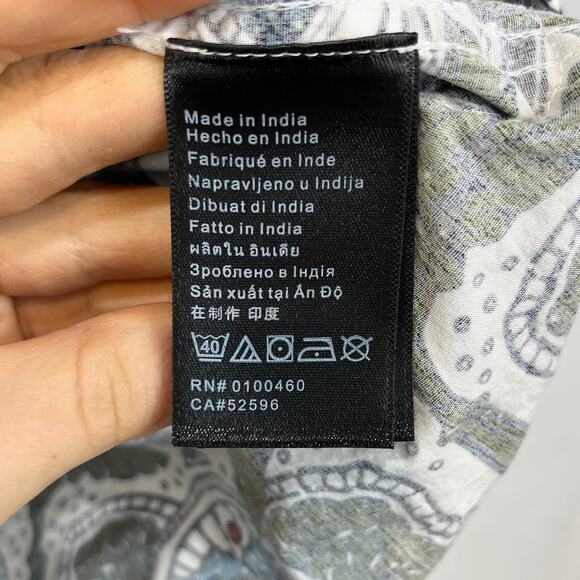 Made in India
Hecho en India
Fabriqué en Inde
Napravljeno u Indija
Dibuat di India
Fatto in India
ผลิตใน อินเดีย
Зроблено в Індія
Sản xuất tại Ấn Độ
在制作 印度
40
RN# 0100460
CA#52596